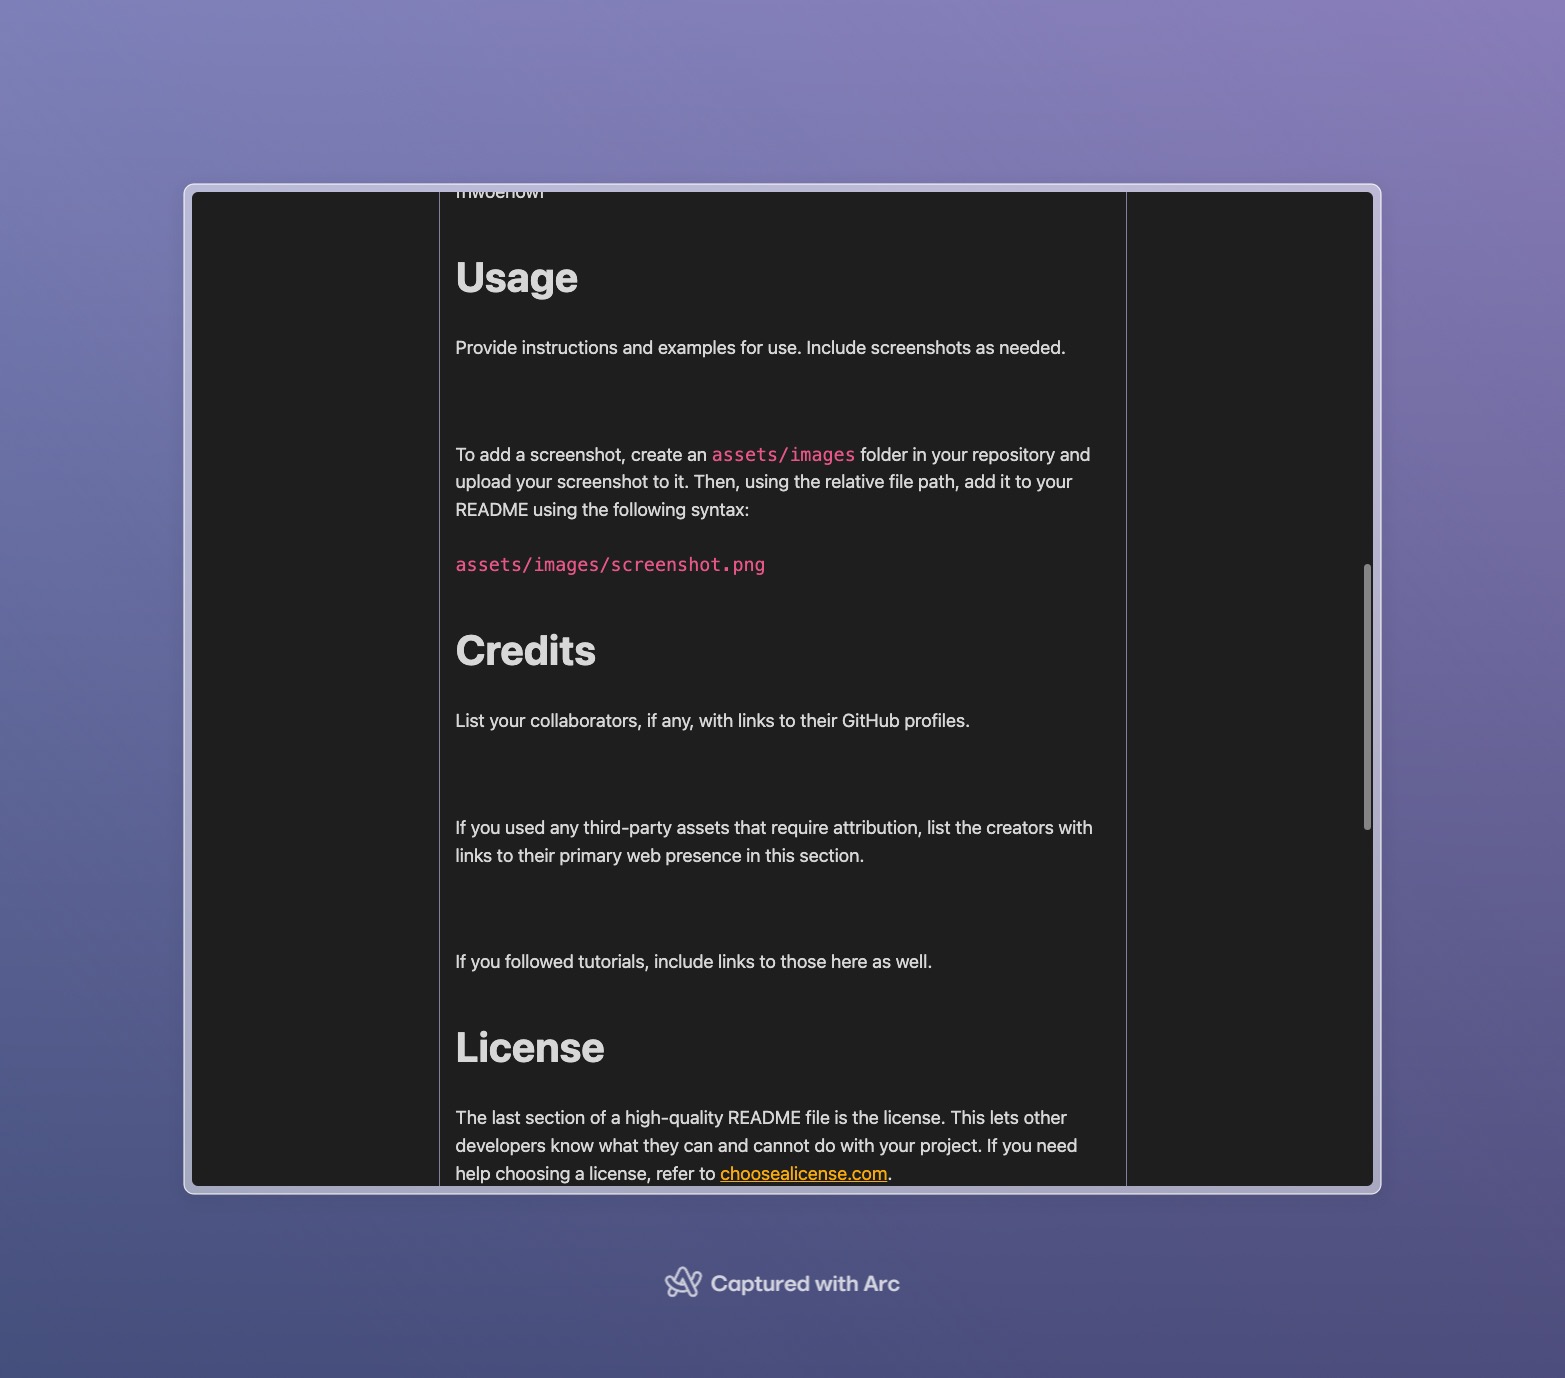 Usage
Provide instructions and examples for use. Include screenshots as needed.
To add a screenshot, create an assets/images folder in your repository and
upload your screenshot to it. Then, using the relative file path, add it to your
README using the following syntax:
assets/images/screenshot.png
Credits
List your collaborators, if any, with links to their GitHub profiles.
If you used any third-party assets that require attribution, list the creators with
links to their primary web presence in this section.
If you followed tutorials, include links to those here as well.
License
The last section of a high-quality README file is the license. This lets other
developers know what they can and cannot do with your project. If you need
help choosing a license, refer to choosealicense.com.
Captured with Arc